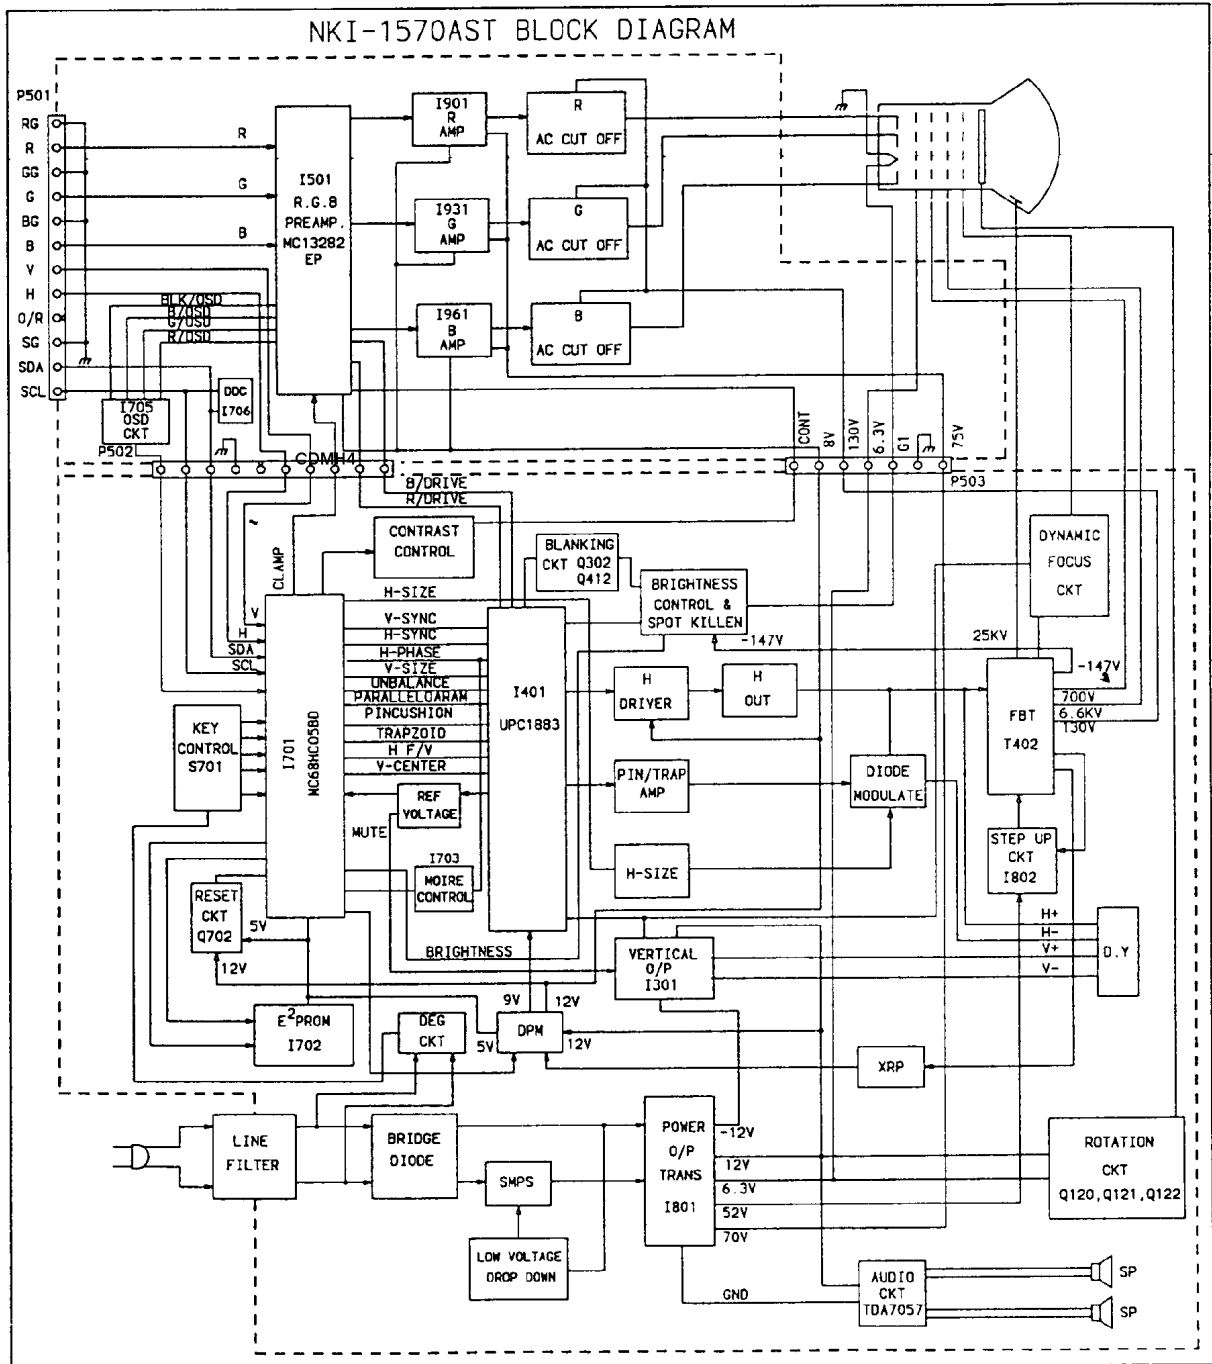 NKI-1570AST BLOCK DIAGRAM
P501
RG
R
GG
G
BG
B
V
H
O/R
SG
SDA
SCL
R
G
B
BLK/OSD
B/OSD
G/OSD
R/OSD
I501
R.G.B
PREAMP.
MC13282
EP
I901
R
AMP
R
AC CUT OFF
I931
G
AMP
G
AC CUT OFF
I961
B
AMP
B
AC CUT OFF
I705
OSD
CKT
DDC
I706
P502
CDMH4
CONT
8V
130V
6.3V
G1
75V
P503
B/DRIVE
R/DRIVE
CLAMP
CONTRAST
CONTROL
BLANKING
CKT Q302
Q412
BRIGHTNESS
CONTROL &
SPOT KILLEN
-147V
DYNAMIC
FOCUS
CKT
25KV
V
H
SDA
SCL
H-SIZE
V-SYNC
H-SYNC
H-PHASE
V-SIZE
UNBALANCE
PARALLELOARAM
PINCUSHION
TRAPZOID
H F/V
V-CENTER
I701
MC68HC05BD
I401
UPC1883
H
DRIVER
H
OUT
FBT
T402
-147V
700V
6.6KV
130V
KEY
CONTROL
S701
REF
VOLTAGE
MUTE
PIN/TRAP
AMP
DIODE
MODULATE
STEP UP
CKT
I802
I703
MOIRE
CONTROL
H-SIZE
RESET
CKT
Q702
5V
12V
BRIGHTNESS
VERTICAL
O/P
I301
H+
H-
V+
V-
D.Y
E2PROM
I702
DEG
CKT
9V
12V
DPM
5V
12V
XRP
LINE
FILTER
BRIDGE
DIODE
SMPS
LOW VOLTAGE
DROP DOWN
POWER
O/P
TRANS
I801
-12V
12V
6.3V
52V
70V
GND
ROTATION
CKT
Q120,Q121,Q122
AUDIO
CKT
TDA7057
SP
SP